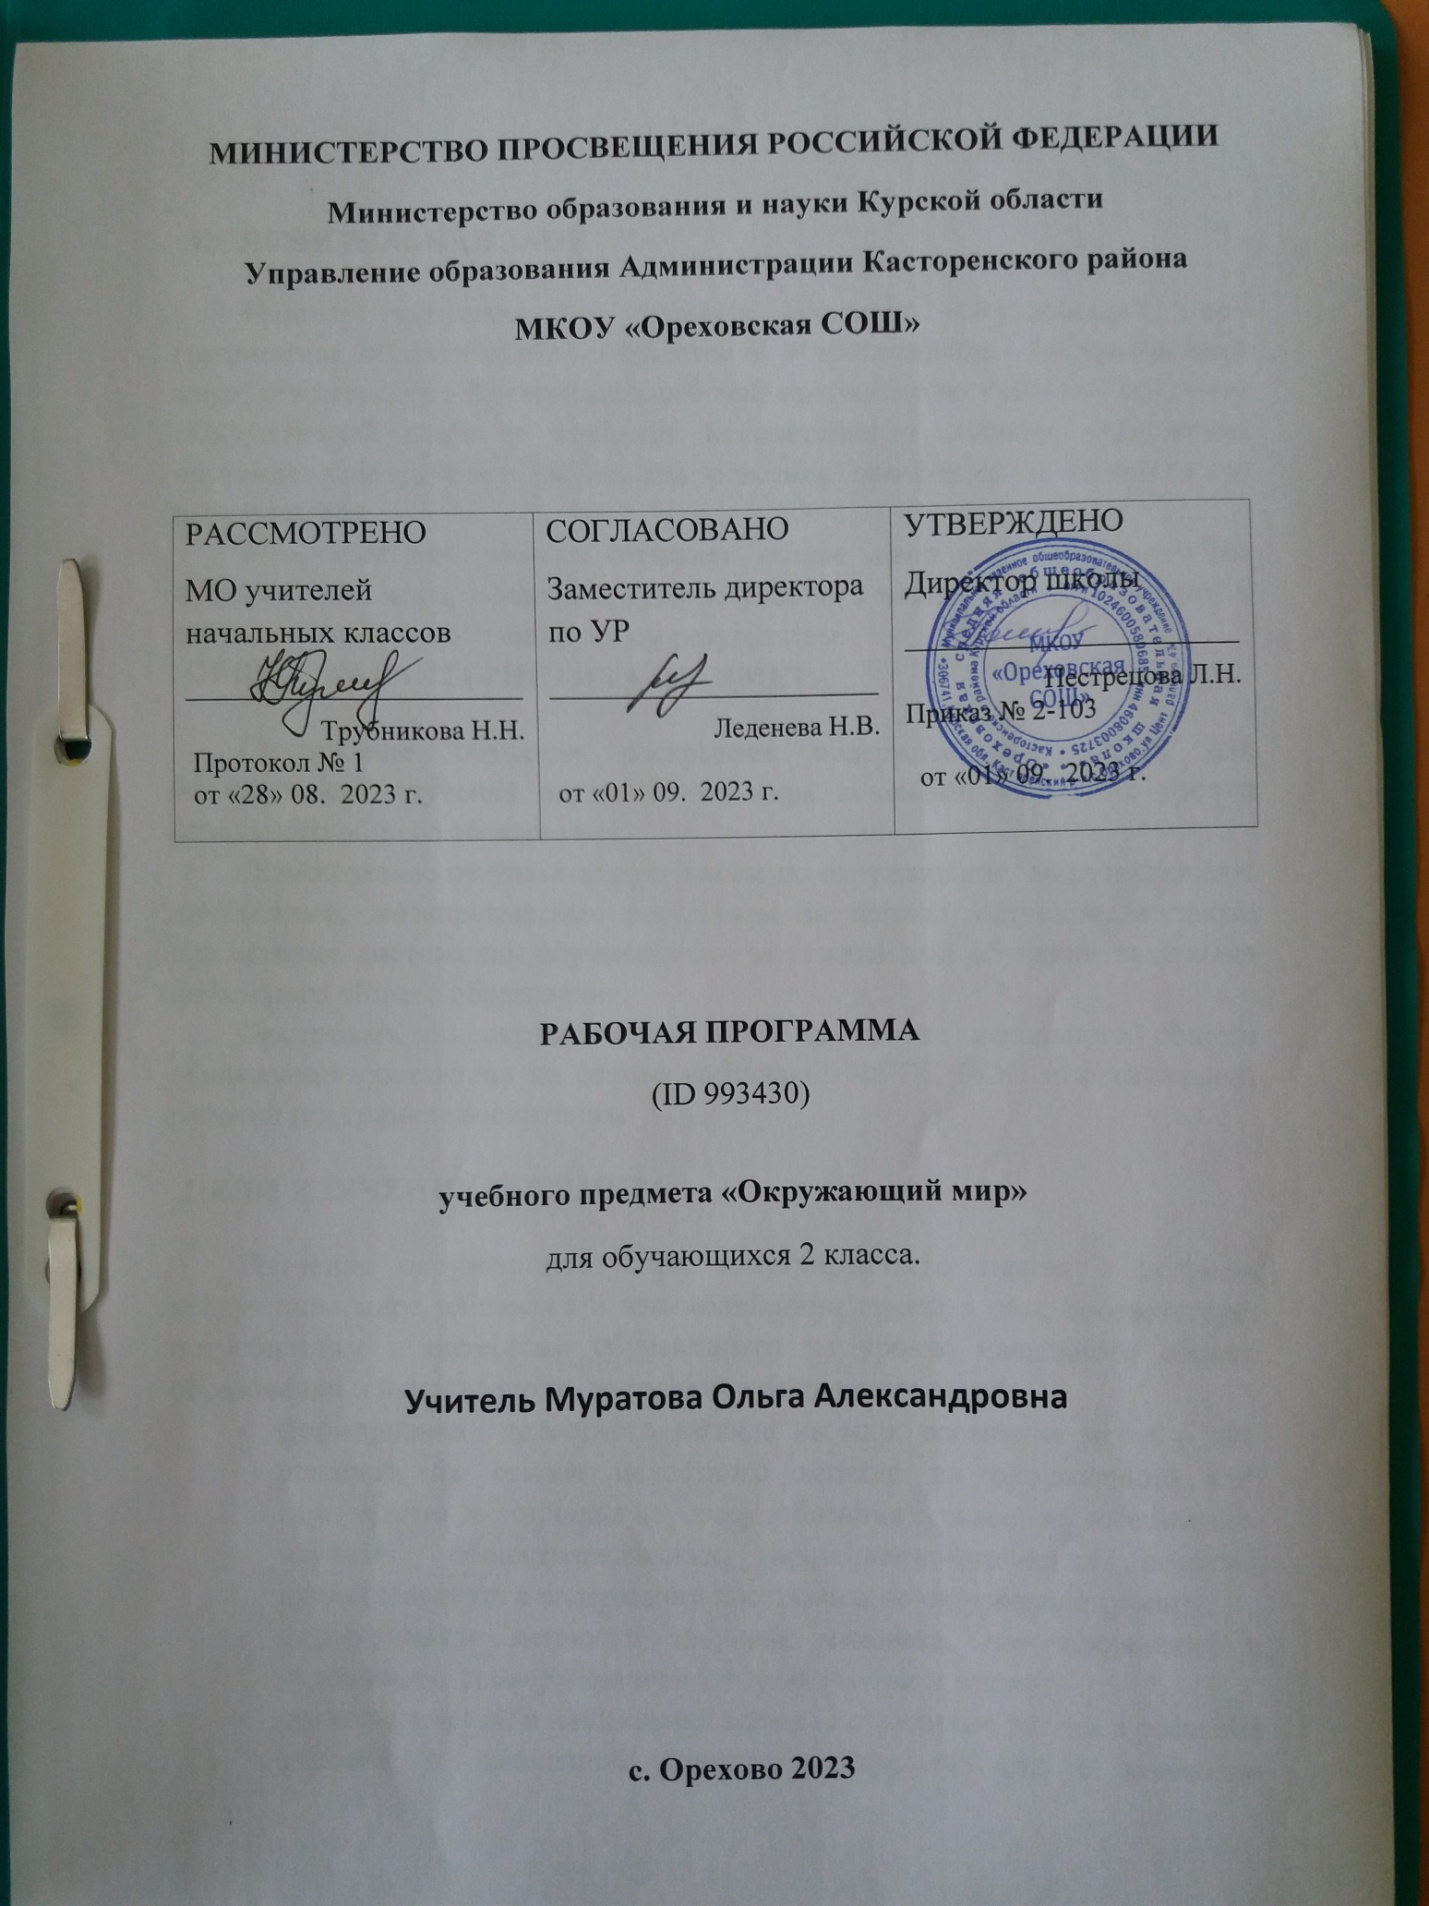 МИНИСТЕРСТВО ПРОСВЕЩЕНИЯ РОССИЙСКОЙ ФЕДЕРАЦИИ
Министерство образования и науки Курской области
Управление образования Администрации Касторенского района
МКОУ «Ореховская СОШ»
РАССМОТРЕНО
МО учителей
начальных классов
Трубникова Н.Н.
Протокол № 1
от «28» 08. 2023 г.
СОГЛАСОВАНО
Заместитель директора
по УР
Леденева Н.В.
от «01» 09. 2023 г.
УТВЕРЖДЕНО
Директор школы
Пестрецова Л.Н.
Приказ № 2-103
от «01» 09. 2023 г.
МКОУ
«Ореховская
СОШ»
РАБОЧАЯ ПРОГРАММА
(ID 993430)
учебного предмета «Окружающий мир»
для обучающихся 2 класса.
Учитель Муратова Ольга Александровна
с. Орехово 2023